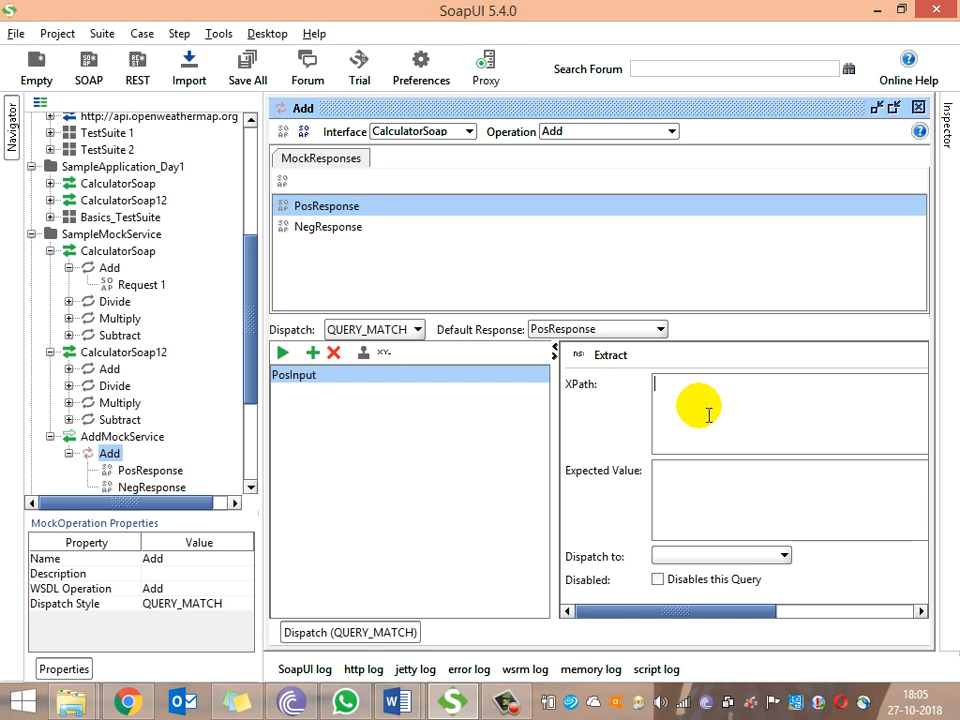 SoapUI 5.4.0
File Project Suite Case Step Tools Desktop Help
Empty SOAP REST Import Save All Forum Trial Preferences Proxy Search Forum Online Help
Navigator
http://api.openweathermap.org
TestSuite 1
TestSuite 2
SampleApplication_Day1
CalculatorSoap
CalculatorSoap12
Basics_TestSuite
SampleMockService
CalculatorSoap
Add
Request 1
Divide
Multiply
Subtract
CalculatorSoap12
Add
Divide
Multiply
Subtract
AddMockService
Add
PosResponse
NegResponse
MockOperation Properties
Property Value
Name Add
Description
WSDL Operation Add
Dispatch Style QUERY_MATCH
Properties
Add
Interface CalculatorSoap Operation Add
MockResponses
PosResponse
NegResponse
Dispatch: QUERY_MATCH Default Response: PosResponse
PosInput
Extract
XPath:
Expected Value:
Dispatch to:
Disabled: Disables this Query
Dispatch (QUERY_MATCH)
Inspector
SoapUI log http log jetty log error log wsrm log memory log script log
18:05
27-10-2018